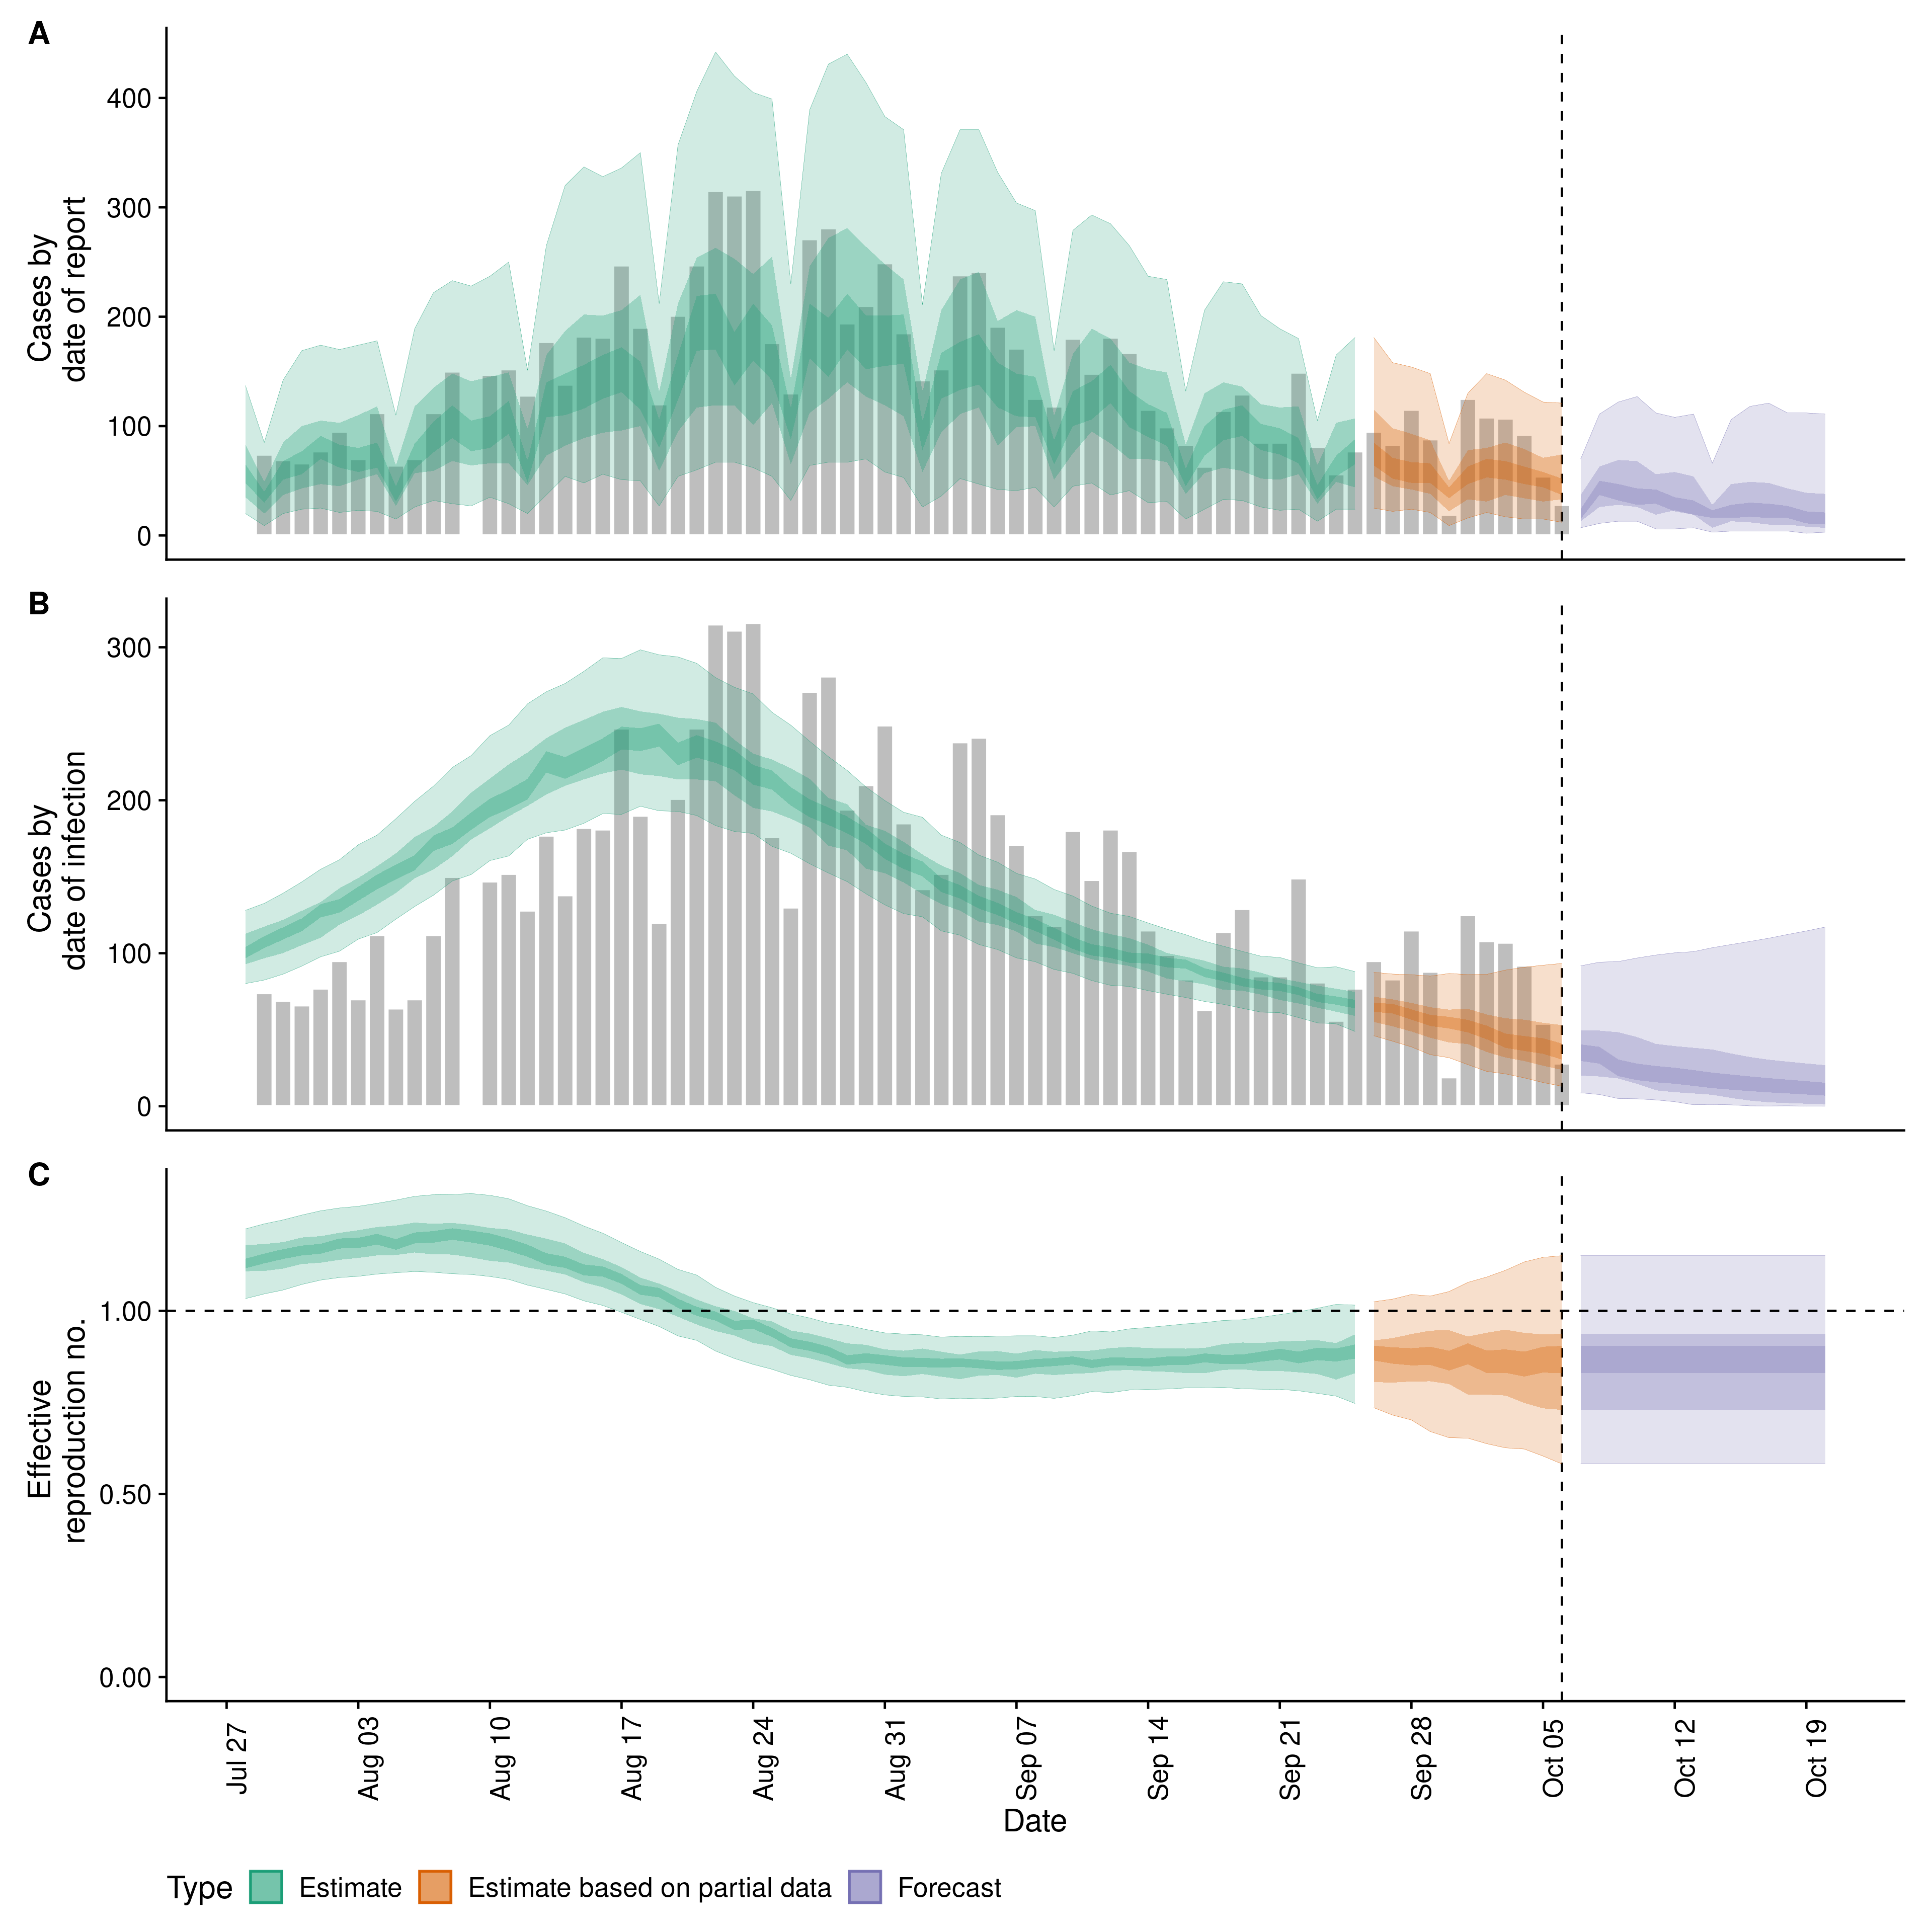 A
Cases by
date of report
400
300
200
100
0
B
Cases by
date of infection
300
200
100
0
C
Effective
reproduction no.
1.00
0.50
0.00
Jul 27
Aug 03
Aug 10
Aug 17
Aug 24
Aug 31
Sep 07
Sep 14
Sep 21
Sep 28
Oct 05
Oct 12
Oct 19
Date
Type Estimate Estimate based on partial data Forecast